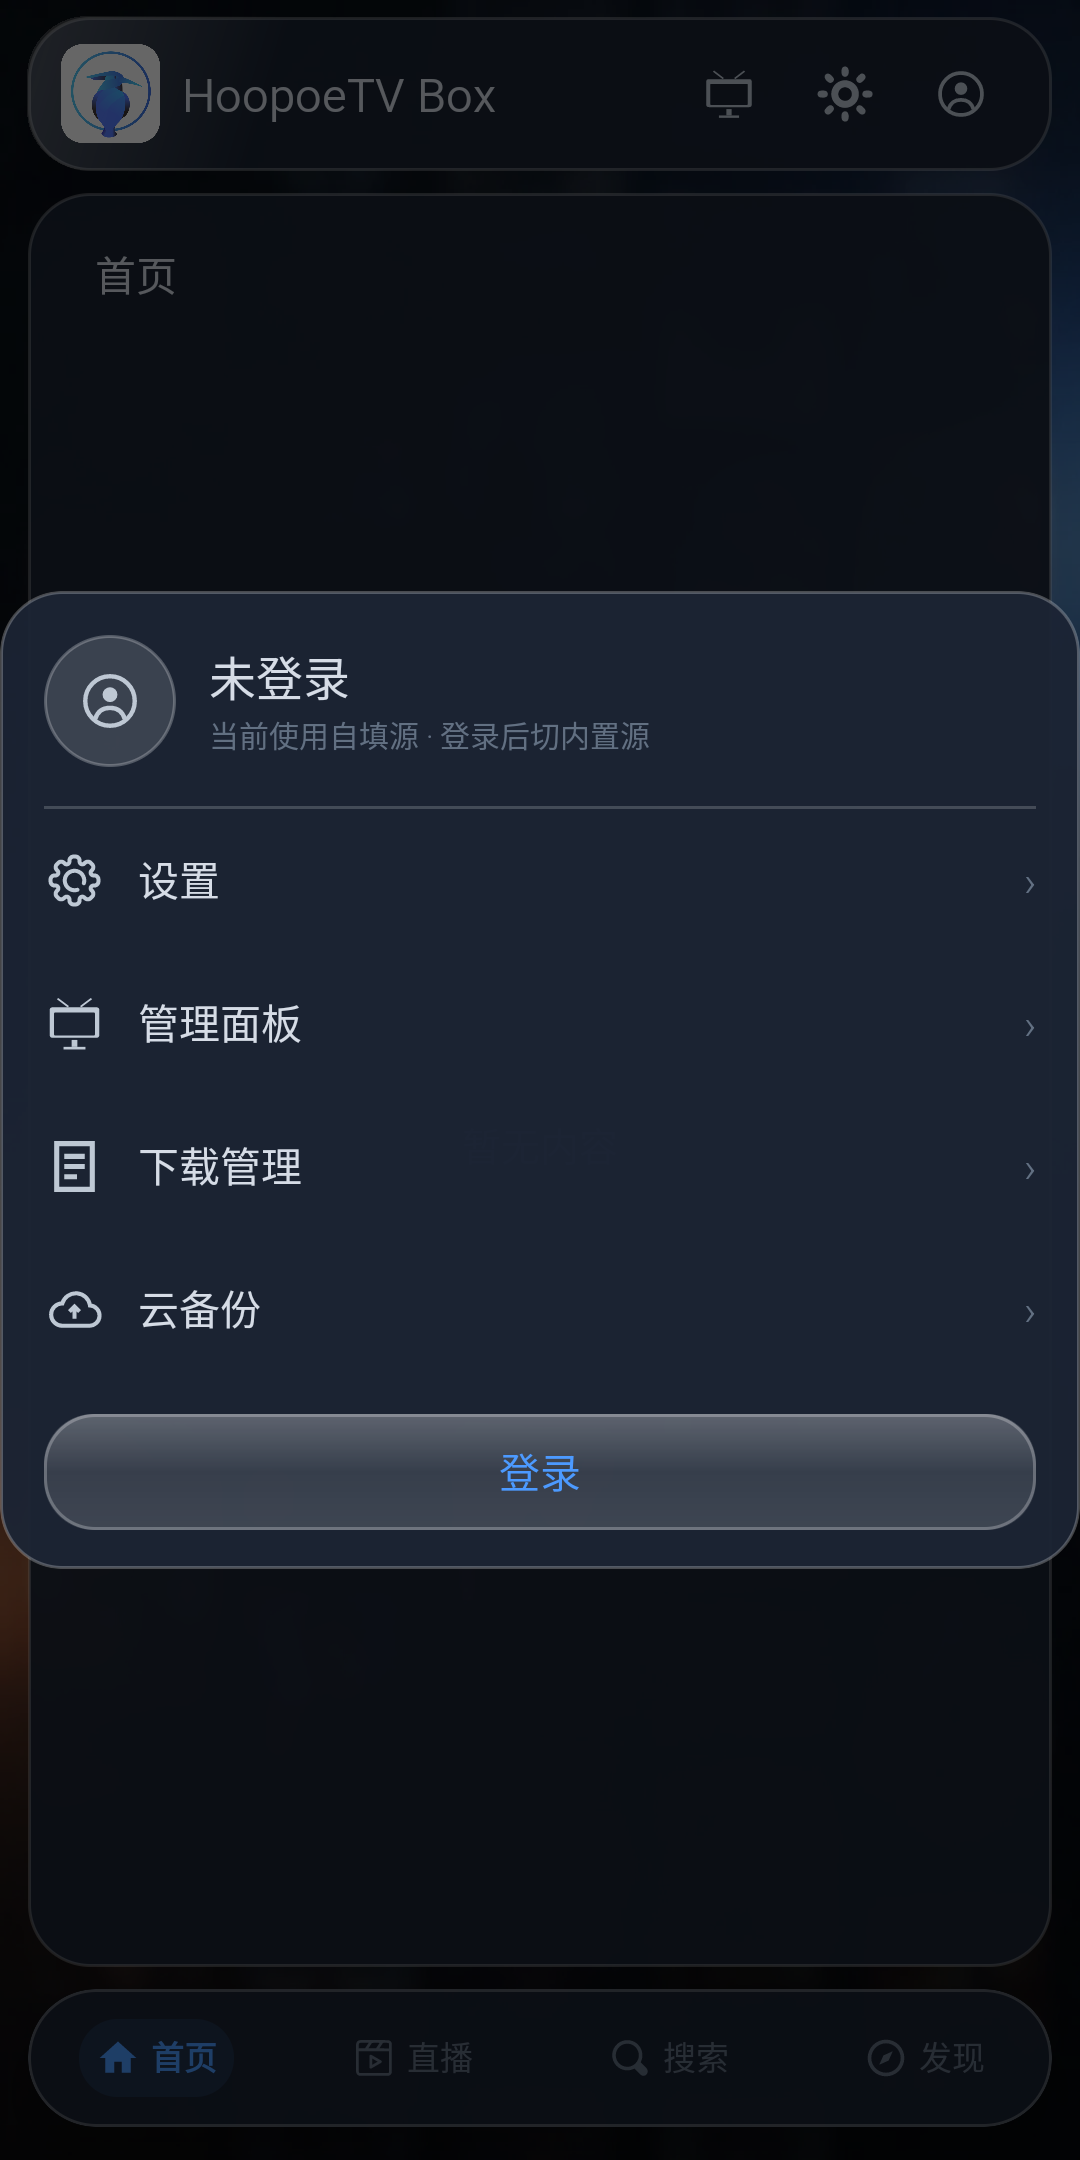 HoopoeTV Box
首页
未登录
当前使用自填源 · 登录后切内置源
设置
管理面板
下载管理
云备份
登录
首页
直播
搜索
发现